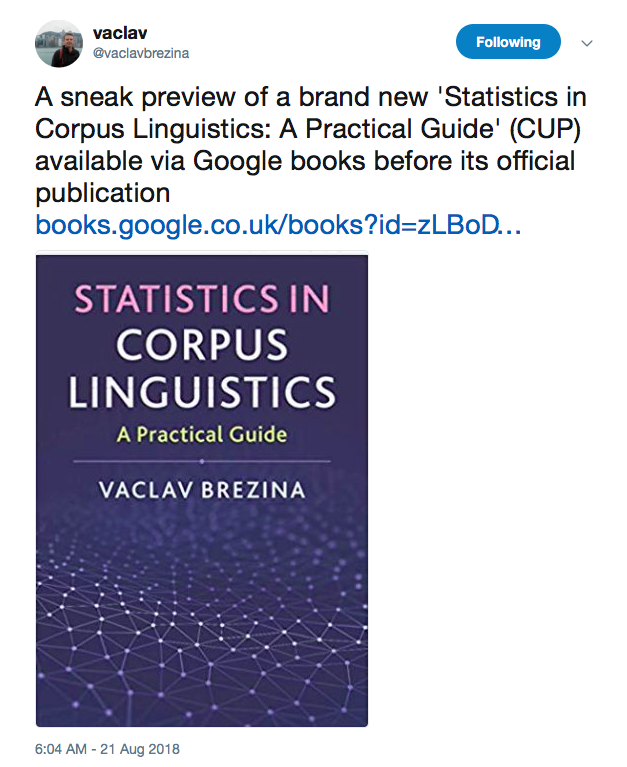 vaclav
@vaclavbrezina
Following
A sneak preview of a brand new 'Statistics in
Corpus Linguistics: A Practical Guide' (CUP)
available via Google books before its official
publication
books.google.co.uk/books?id=zLBoD...
STATISTICS IN
CORPUS
LINGUISTICS
A Practical Guide
VACLAV BREZINA
6:04 AM - 21 Aug 2018